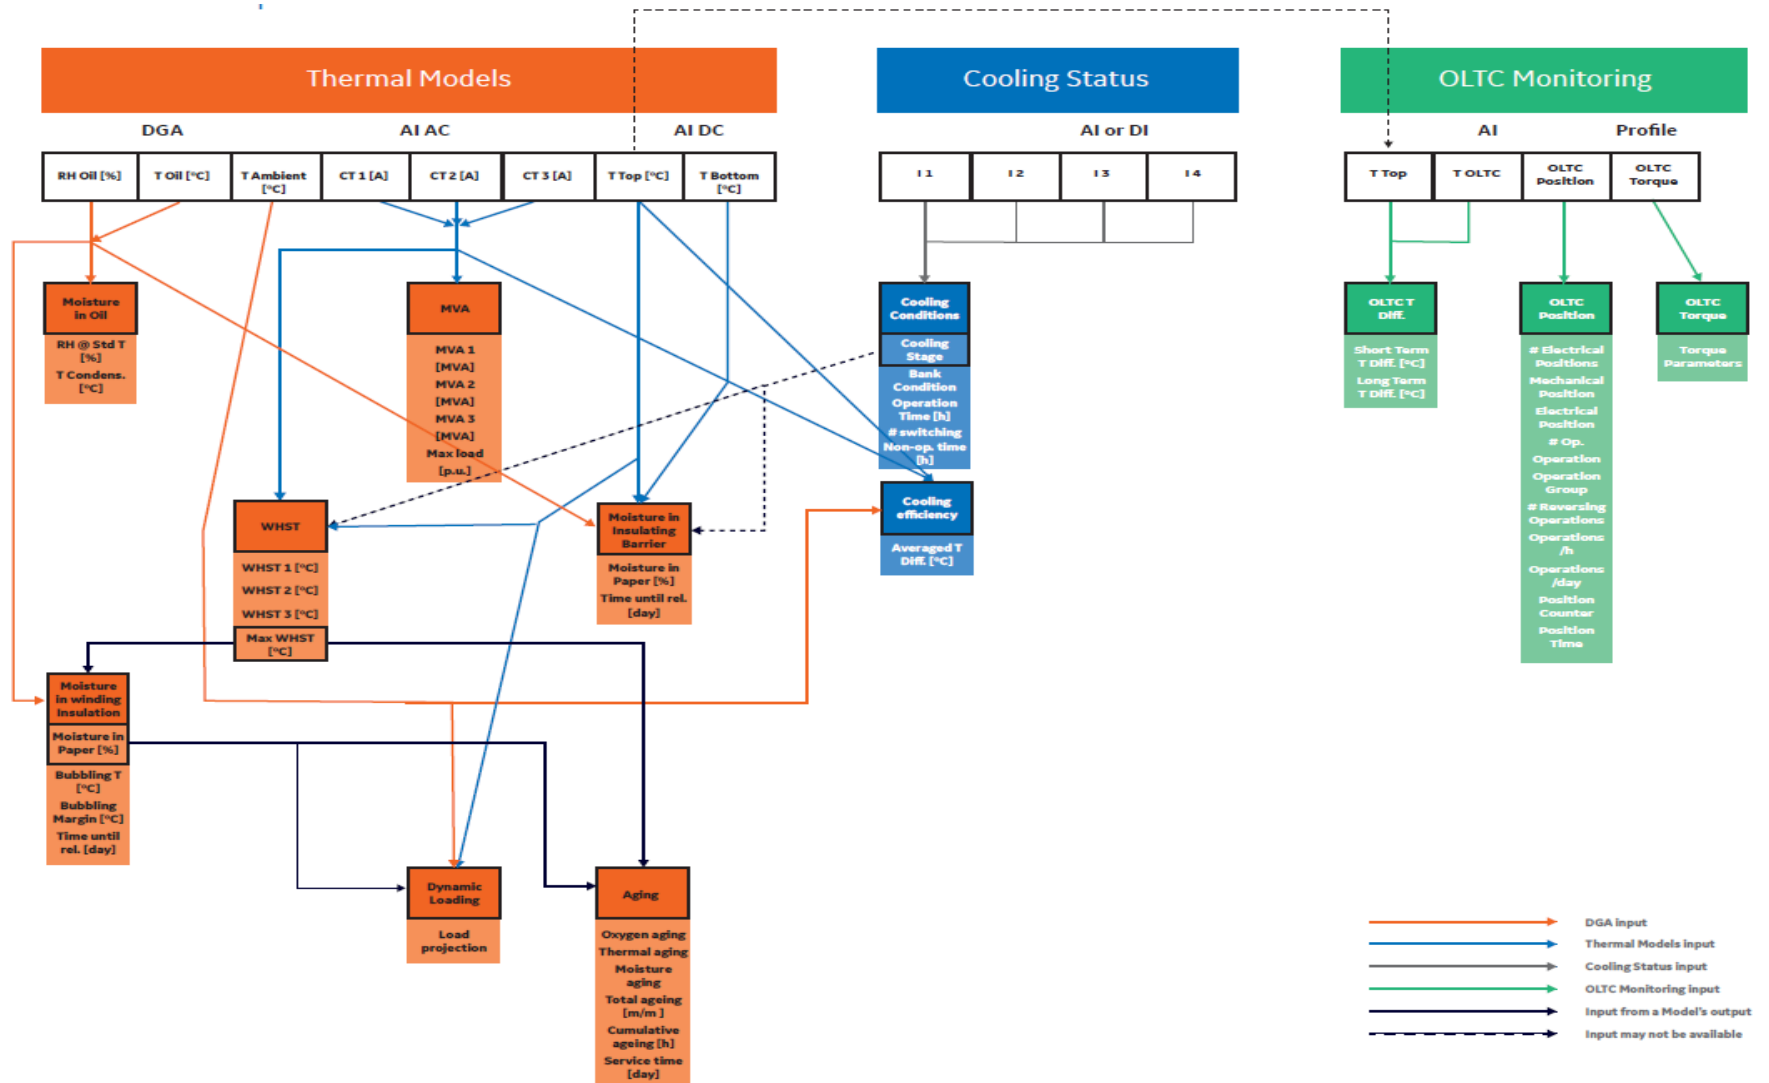 Thermal Models
Cooling Status
OLTC Monitoring
DGA
AI AC
AI DC
AI or DI
AI
Profile
RH Oil [%]
T Oil [°C]
T Ambient
[°C]
CT 1 [A]
CT 2 [A]
CT 3 [A]
T Top [°C]
T Bottom
[°C]
I 1
I 2
I 3
I 4
T Top
T OLTC
OLTC
Position
OLTC
Torque
Moisture
in Oil
RH @ Std T
[%]
T Condens.
[°C]
MVA
MVA 1
[MVA]
MVA 2
[MVA]
MVA 3
[MVA]
Max load
[p.u.]
Cooling
Conditions
Cooling
Stage
Bank
Condition
Operation
Time [h]
# switching
Non-op. time
[h]
Cooling
efficiency
Averaged T
Diff. [°C]
OLTC T
Diff.
Short Term
T Diff. [°C]
Long Term
T Diff. [°C]
OLTC
Position
# Electrical
Positions
Mechanical
Position
Electrical
Position
# Op.
Operation
Operation
Group
# Reversing
Operations
Operations
/h
Operations
/day
Position
Counter
Position
Time
OLTC
Torque
Torque
Parameters
WHST
WHST 1 [°C]
WHST 2 [°C]
WHST 3 [°C]
Max WHST
[°C]
Moisture in
Insulating
Barrier
Moisture in
Paper [%]
Time until rel.
[day]
Moisture
in winding
Insulation
Moisture in
Paper [%]
Bubbling T
[°C]
Bubbling
Margin [°C]
Time until
rel. [day]
Dynamic
Loading
Load
projection
Aging
Oxygen aging
Thermal aging
Moisture
aging
Total ageing
[m/m ]
Cumulative
ageing [h]
Service time
[day]
DGA input
Thermal Models input
Cooling Status input
OLTC Monitoring input
Input from a Model's output
Input may not be available